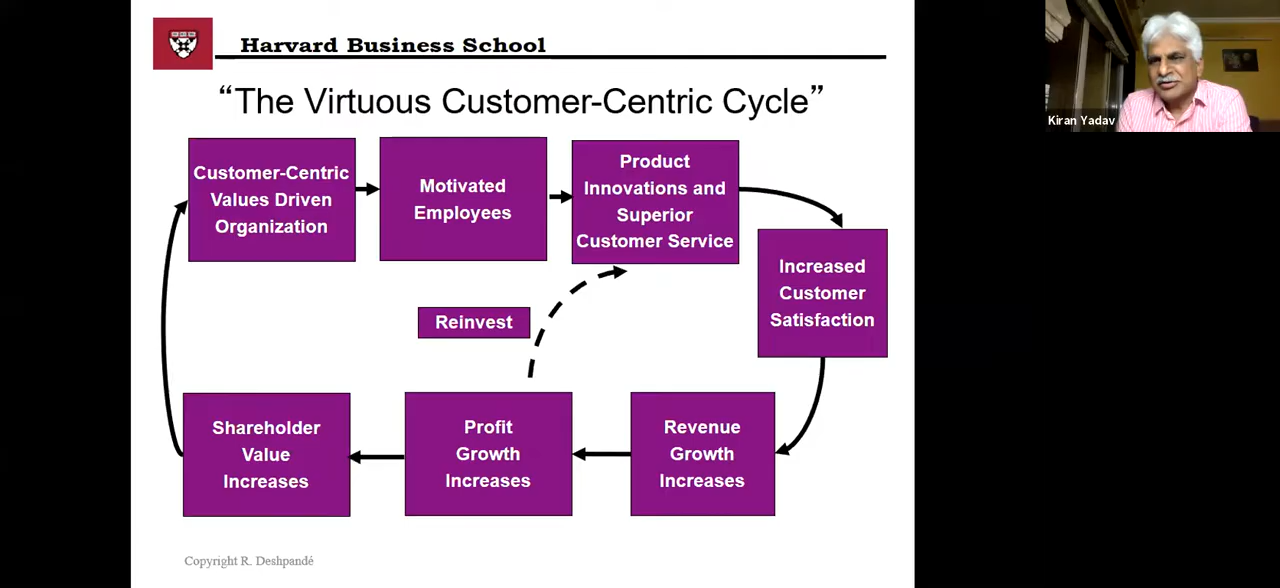 Harvard Business School
“The Virtuous Customer-Centric Cycle”
Customer-Centric
Values Driven
Organization
Motivated
Employees
Product
Innovations and
Superior
Customer Service
Increased
Customer
Satisfaction
Reinvest
Shareholder
Value
Increases
Profit
Growth
Increases
Revenue
Growth
Increases
Copyright R. Deshpandé
Kiran Yadav